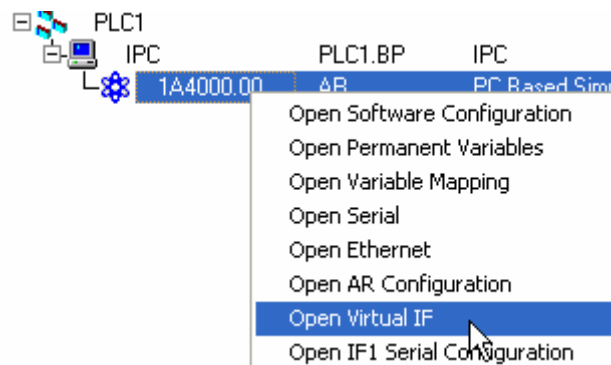 PLC1
IPC PLC1.BP IPC
1A4000.00 AR PC Based
Open Software Configuration
Open Permanent Variables
Open Variable Mapping
Open Serial
Open Ethernet
Open AR Configuration
Open Virtual IF
Open IF1 Serial Configuration